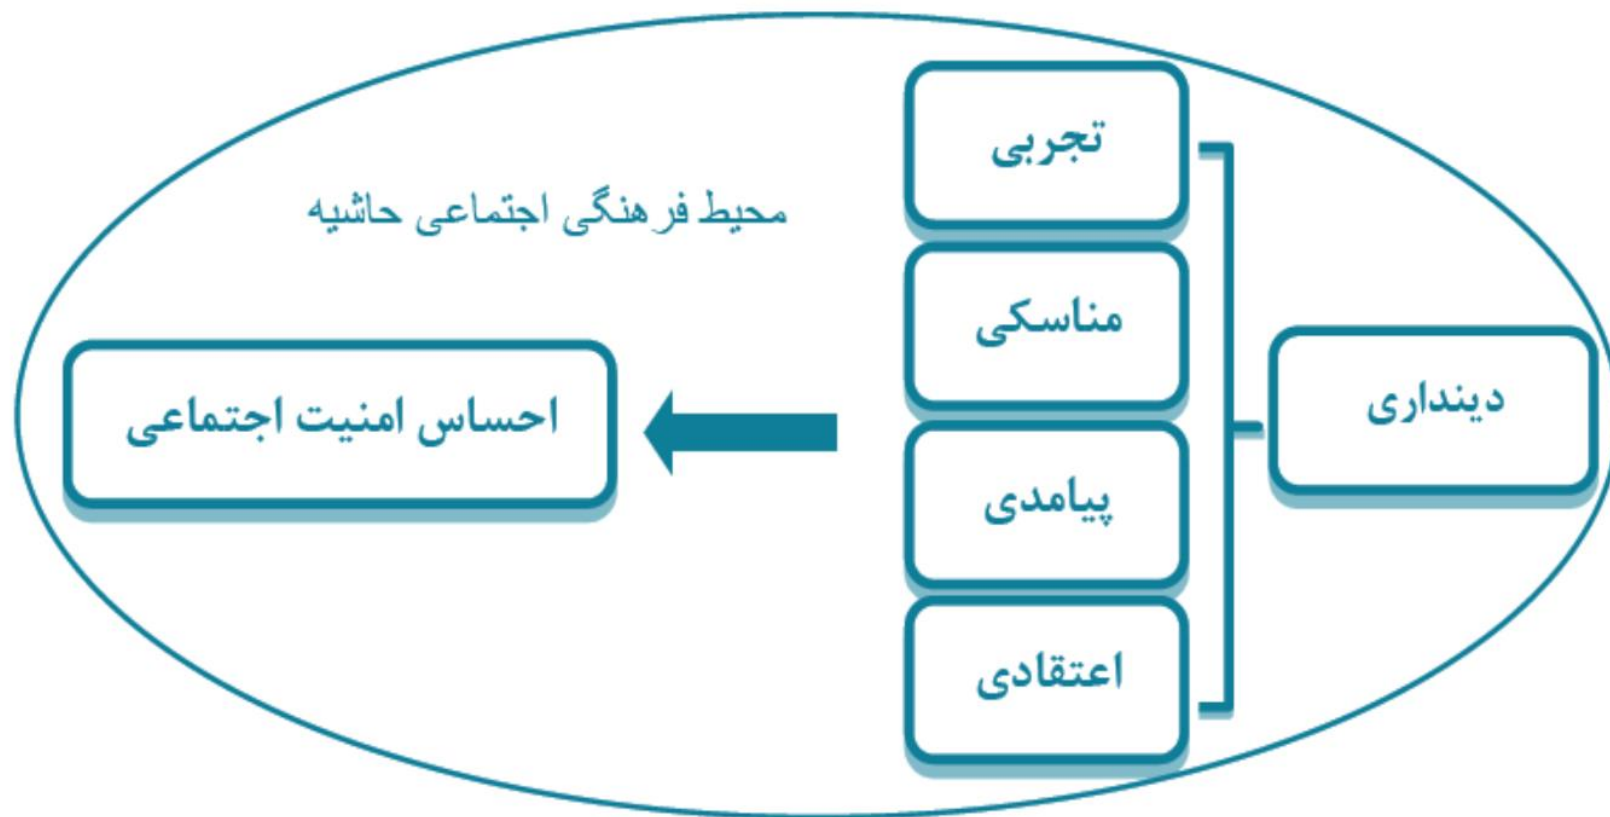 دینداری
تجربی
مناسکی
پیامدی
اعتقادی
محیط فرهنگی اجتماعی حاشیه
احساس امنیت اجتماعی